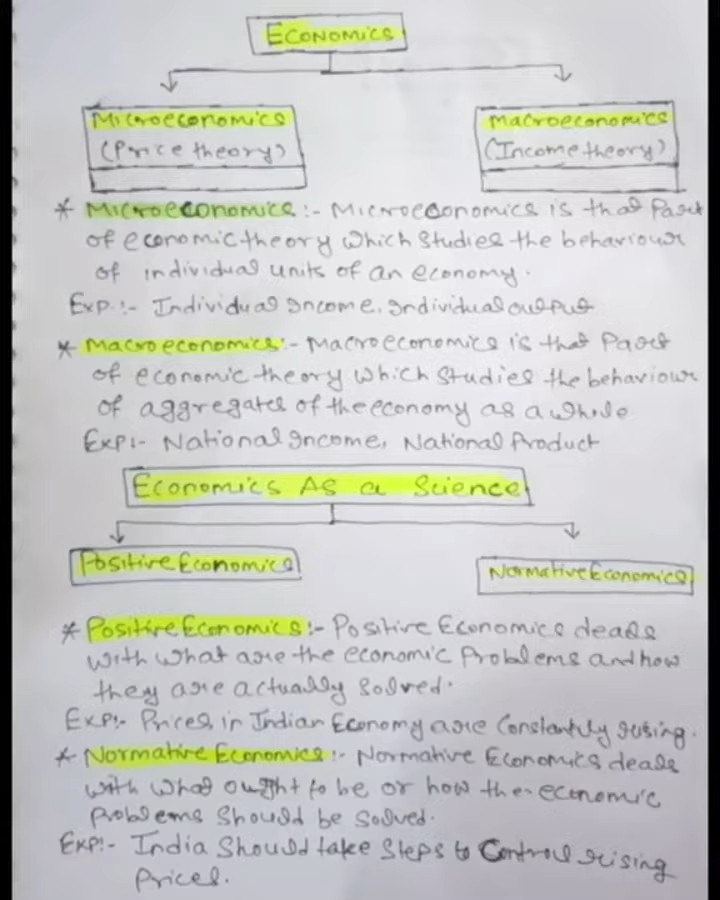 ECONOMICS
Microeconomics
(Price theory)
Macroeconomics
(Income theory)
* Microeconomics :- Microeconomics is that Part
of economic theory which studies the behaviour
of individual units of an economy.
Exp :- Individual Income, Individual output
* Macroeconomics :- Macroeconomics is that Part
of economic theory which studies the behaviour
of aggregates of the economy as a whole
Exp :- National Income, National Product
Economics As a Science
Positive Economics
Normative Economics
* Positive Economics :- Positive Economics deals
with what are the economic Problems and how
they are actually solved.
Exp :- Prices in Indian Economy are constantly rising.
* Normative Economics :- Normative Economics deals
with what ought to be or how the economic
Problems should be solved.
Exp :- India should take steps to Control rising
Prices.